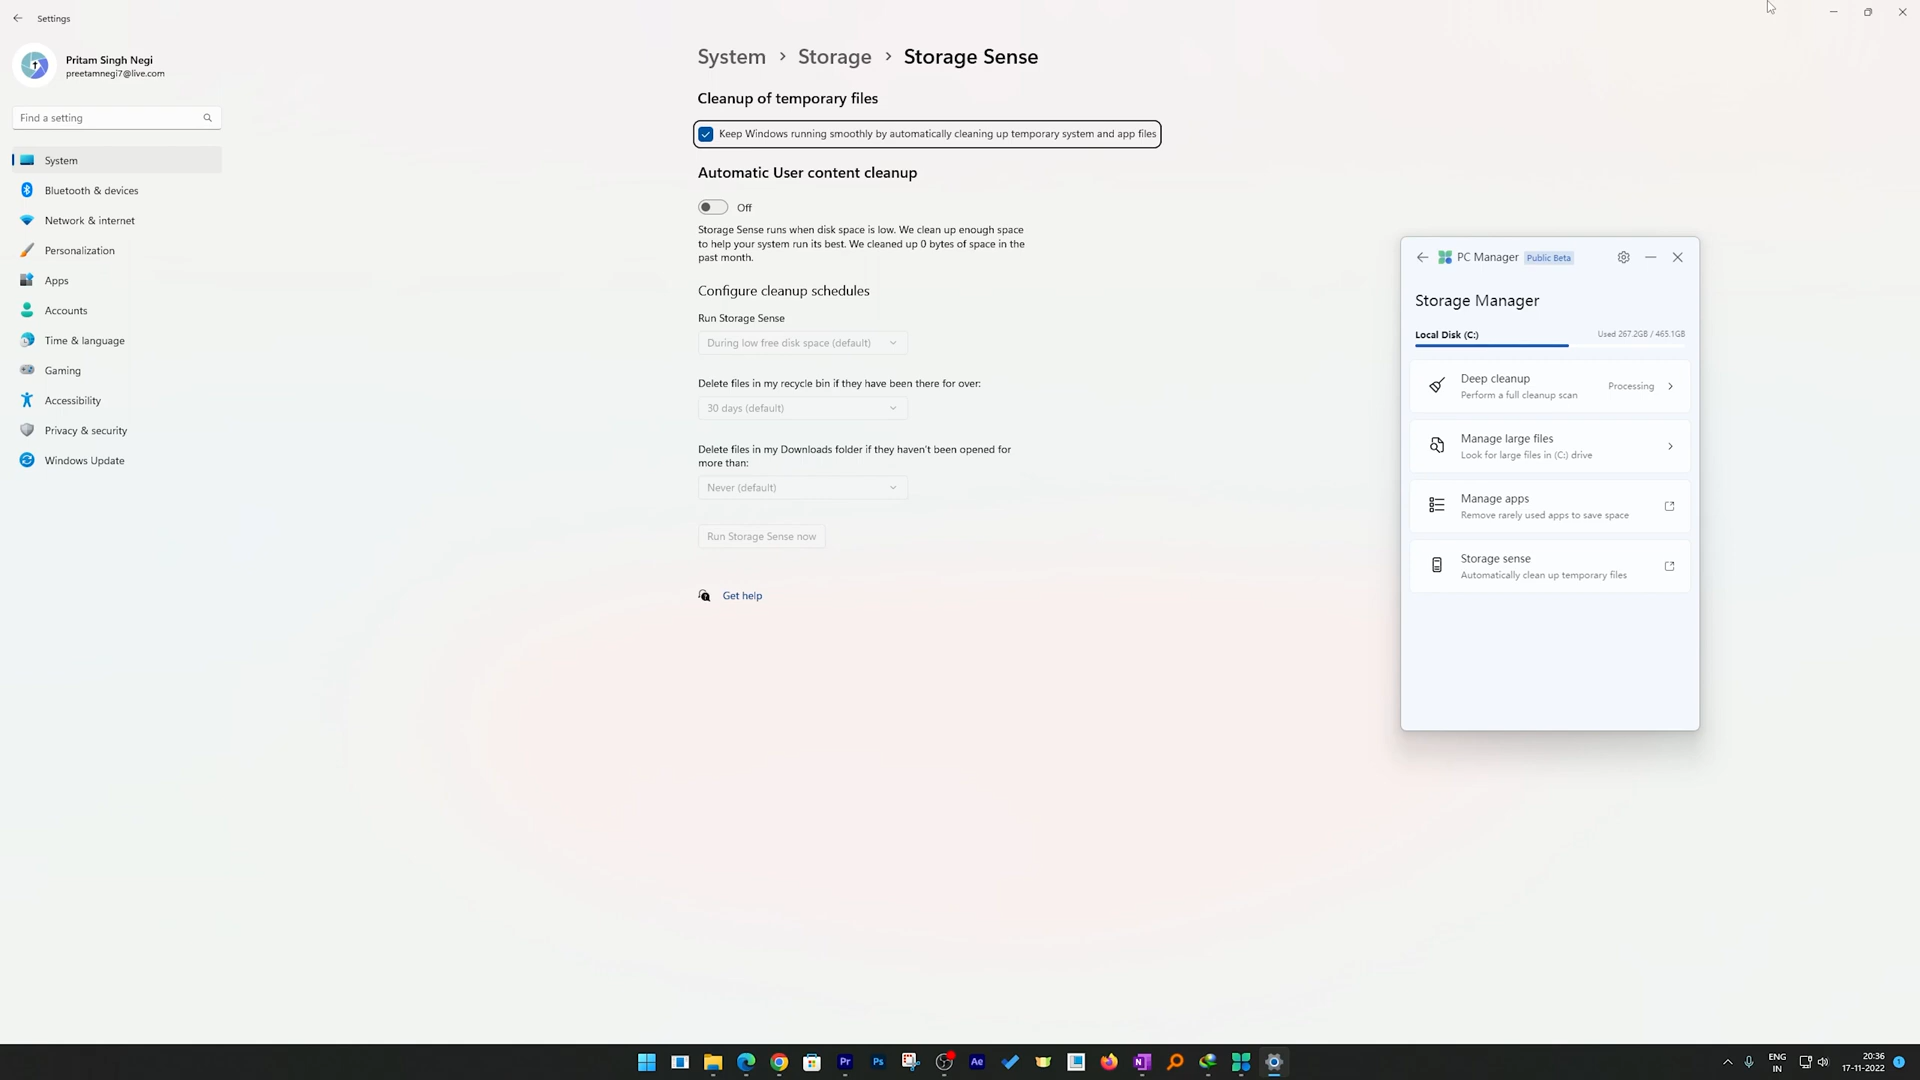 Settings
Pritam Singh Negi
preetamnegi7@live.com
Find a setting
System
Bluetooth & devices
Network & internet
Personalization
Apps
Accounts
Time & language
Gaming
Accessibility
Privacy & security
Windows Update
System > Storage > Storage Sense
Cleanup of temporary files
Keep Windows running smoothly by automatically cleaning up temporary system and app files
Automatic User content cleanup
Off
Storage Sense runs when disk space is low. We clean up enough space
to help your system run its best. We cleaned up 0 bytes of space in the
past month.
Configure cleanup schedules
Run Storage Sense
During low free disk space (default)
Delete files in my recycle bin if they have been there for over:
30 days (default)
Delete files in my Downloads folder if they haven't been opened for
more than:
Never (default)
Run Storage Sense now
Get help
PC Manager Public Beta
Storage Manager
Local Disk (C:) Used 267.2GB / 465.1GB
Deep cleanup
Perform a full cleanup scan
Processing
Manage large files
Look for large files in (C:) drive
Manage apps
Remove rarely used apps to save space
Storage sense
Automatically clean up temporary files
Pr
Ps
Ae
ENG
IN
20:36
17-11-2022
1